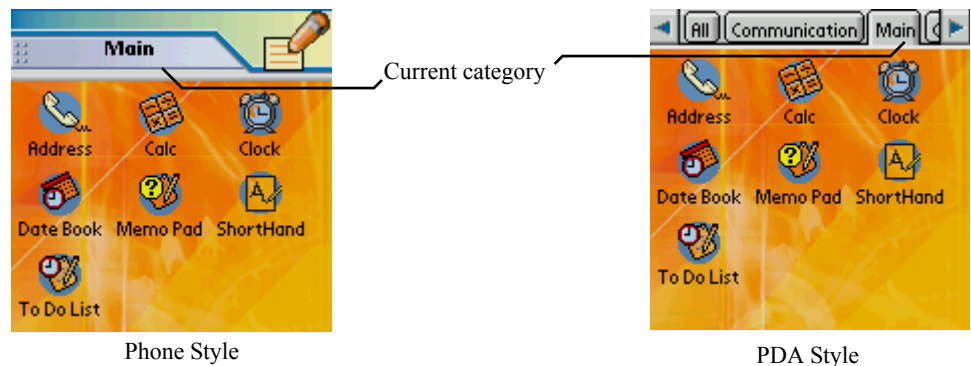 Main
Address Calc Clock
Date Book Memo Pad ShortHand
To Do List
Phone Style
Current category
All Communication Main
Address Calc Clock
Date Book Memo Pad ShortHand
To Do List
PDA Style